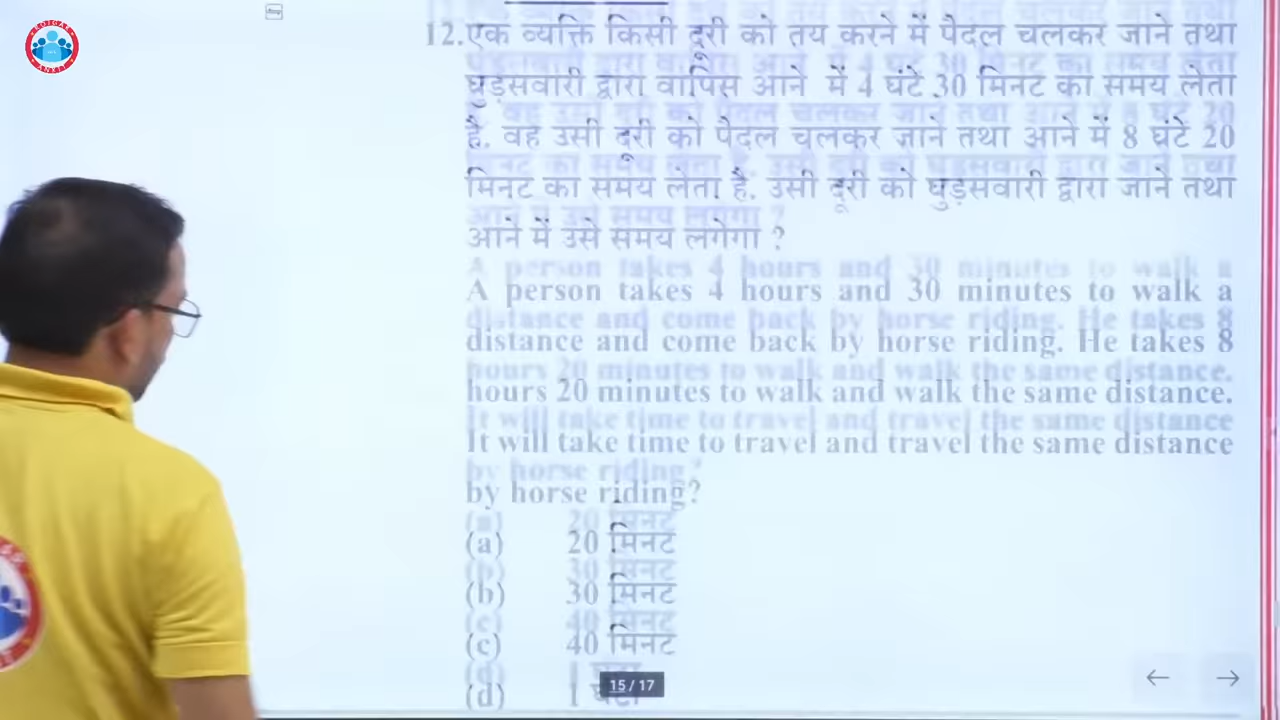 12.एक व्यक्ति किसी दूरी को तय करने में पैदल चलकर जाने तथा
घुड़सवारी द्वारा वापिस आने में 4 घंटे 30 मिनट का समय लेता
है. वह उसी दूरी को पैदल चलकर जाने तथा आने में 8 घंटे 20
मिनट का समय लेता है. उसी दूरी को घुड़सवारी द्वारा जाने तथा
आने में उसे समय लगेगा ?
A person takes 4 hours and 30 minutes to walk a
distance and come back by horse riding. He takes 8
hours 20 minutes to walk and walk the same distance.
It will take time to travel and travel the same distance
by horse riding?
(a) 20 मिनट
(b) 30 मिनट
(c) 40 मिनट
(d) 1 घंटा
15 / 17